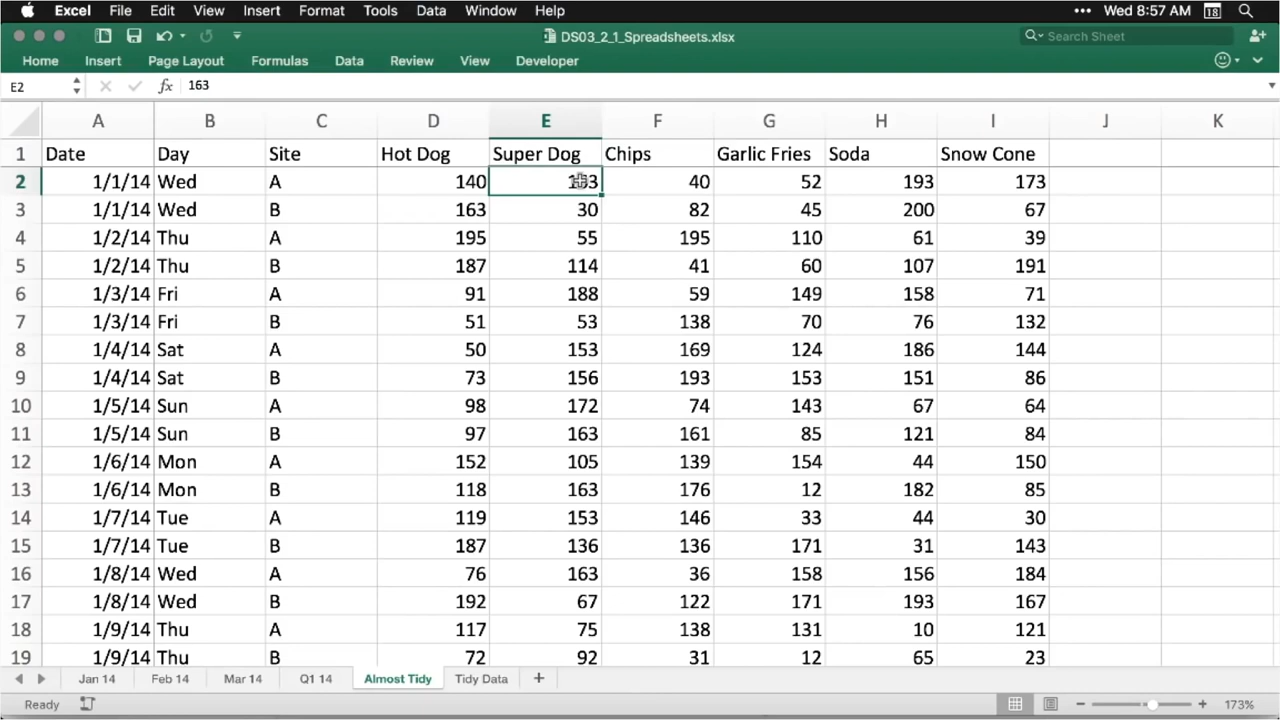 Excel File Edit View Insert Format Tools Data Window Help Wed 8:57 AM 18
DS03_2_1_Spreadsheets.xlsx Search Sheet
Home Insert Page Layout Formulas Data Review View Developer
E2 fx 163
A B C D E F G H I J K
1 Date Day Site Hot Dog Super Dog Chips Garlic Fries Soda Snow Cone
2 1/1/14 Wed A 140 163 40 52 193 173
3 1/1/14 Wed B 163 30 82 45 200 67
4 1/2/14 Thu A 195 55 195 110 61 39
5 1/2/14 Thu B 187 114 41 60 107 191
6 1/3/14 Fri A 91 188 59 149 158 71
7 1/3/14 Fri B 51 53 138 70 76 132
8 1/4/14 Sat A 50 153 169 124 186 144
9 1/4/14 Sat B 73 156 193 153 151 86
10 1/5/14 Sun A 98 172 74 143 67 64
11 1/5/14 Sun B 97 163 161 85 121 84
12 1/6/14 Mon A 152 105 139 154 44 150
13 1/6/14 Mon B 118 163 176 12 182 85
14 1/7/14 Tue A 119 153 146 33 44 30
15 1/7/14 Tue B 187 136 136 171 31 143
16 1/8/14 Wed A 76 163 36 158 156 184
17 1/8/14 Wed B 192 67 122 171 193 167
18 1/9/14 Thu A 117 75 138 131 10 121
19 1/9/14 Thu B 72 92 31 12 65 23
Jan 14 Feb 14 Mar 14 Q1 14 Almost Tidy Tidy Data
Ready 173%